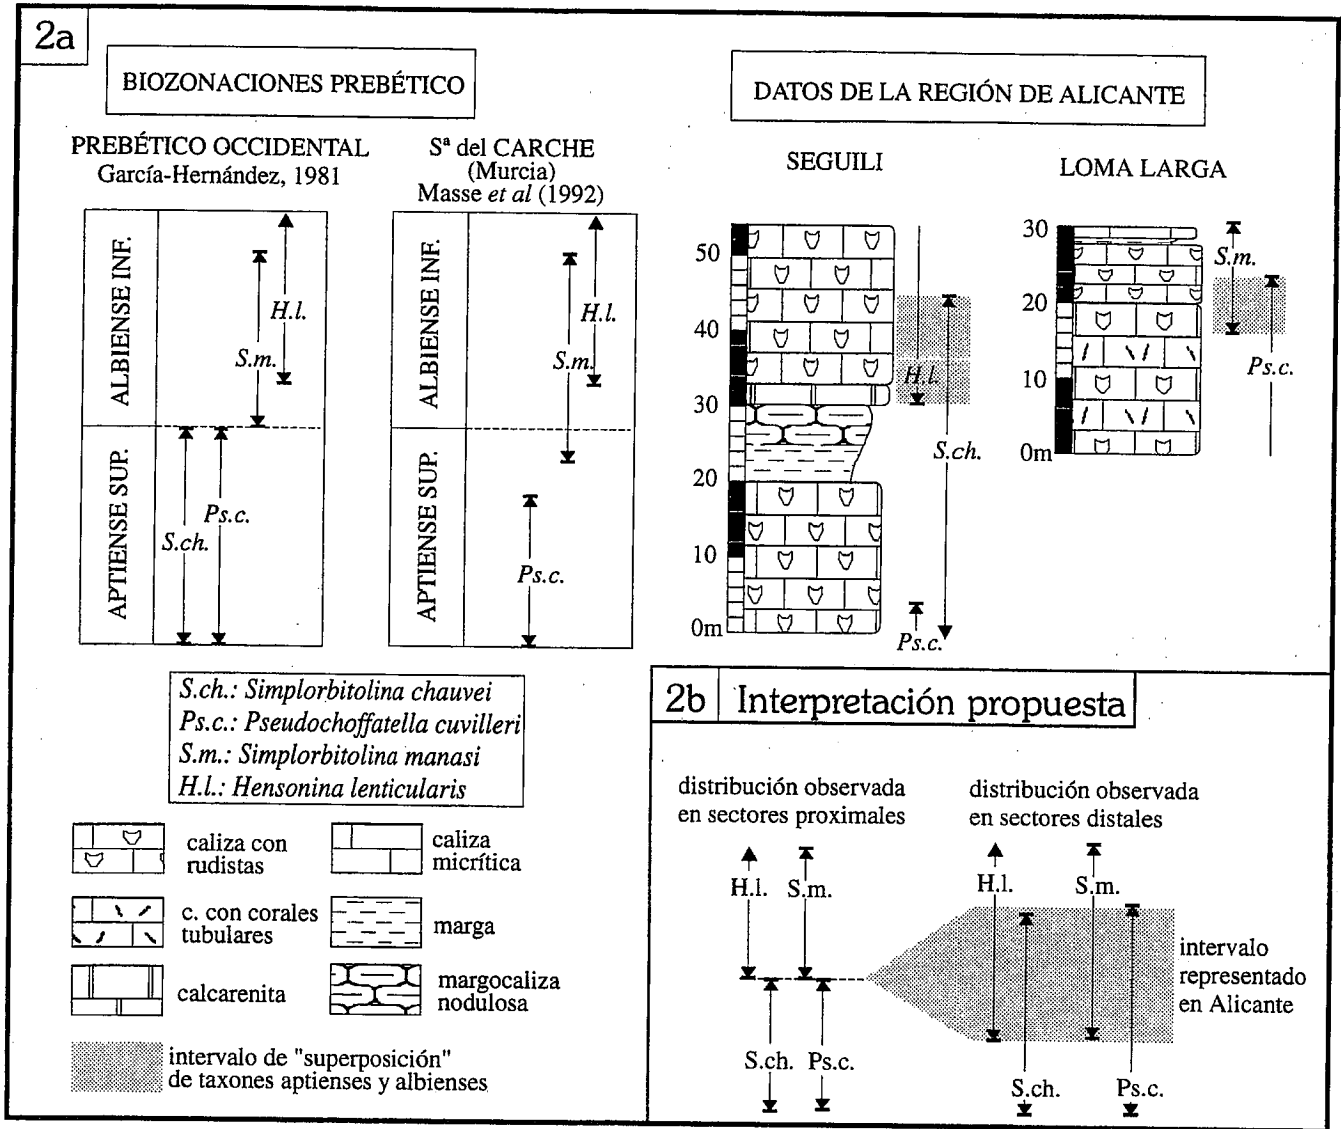 2a
BIOZONACIONES PREBÉTICO
DATOS DE LA REGIÓN DE ALICANTE
PREBÉTICO OCCIDENTAL
García-Hernández, 1981
Sª del CARCHE
(Murcia)
Masse et al (1992)
SEGUILI
LOMA LARGA
ALBIENSE INF.
APTIENSE SUP.
H.l.
S.m.
Ps.c.
S.ch.
ALBIENSE INF.
APTIENSE SUP.
H.l.
S.m.
Ps.c.
50
40
30
20
10
0m
H.l.
S.ch.
Ps.c.
30
20
10
0m
S.m.
Ps.c.
S.ch.: Simplorbitolina chauvei
Ps.c.: Pseudochoffatella cuvilleri
S.m.: Simplorbitolina manasi
H.l.: Hensonina lenticularis
caliza con
rudistas
caliza
micrítica
c. con corales
tubulares
marga
calcarenita
margocaliza
nodulosa
intervalo de "superposición"
de taxones aptienses y albienses
2b Interpretación propuesta
distribución observada
en sectores proximales
distribución observada
en sectores distales
H.l.
S.m.
S.ch.
Ps.c.
H.l.
S.m.
S.ch.
Ps.c.
intervalo
representado
en Alicante